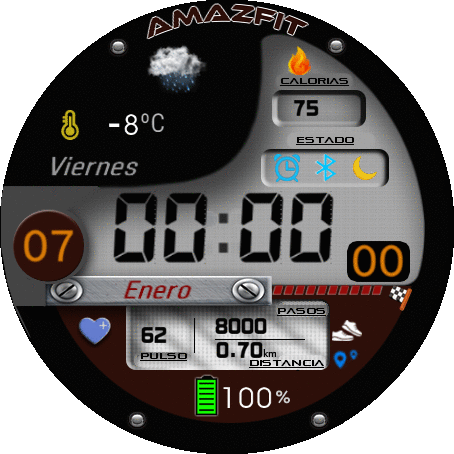 AMAZFIT
CALORIAS
75
-8°C
ESTADO
Viernes
07
00:00
00
Enero
PASOS
62
8000
PULSO
0.70km
DISTANCIA
100%